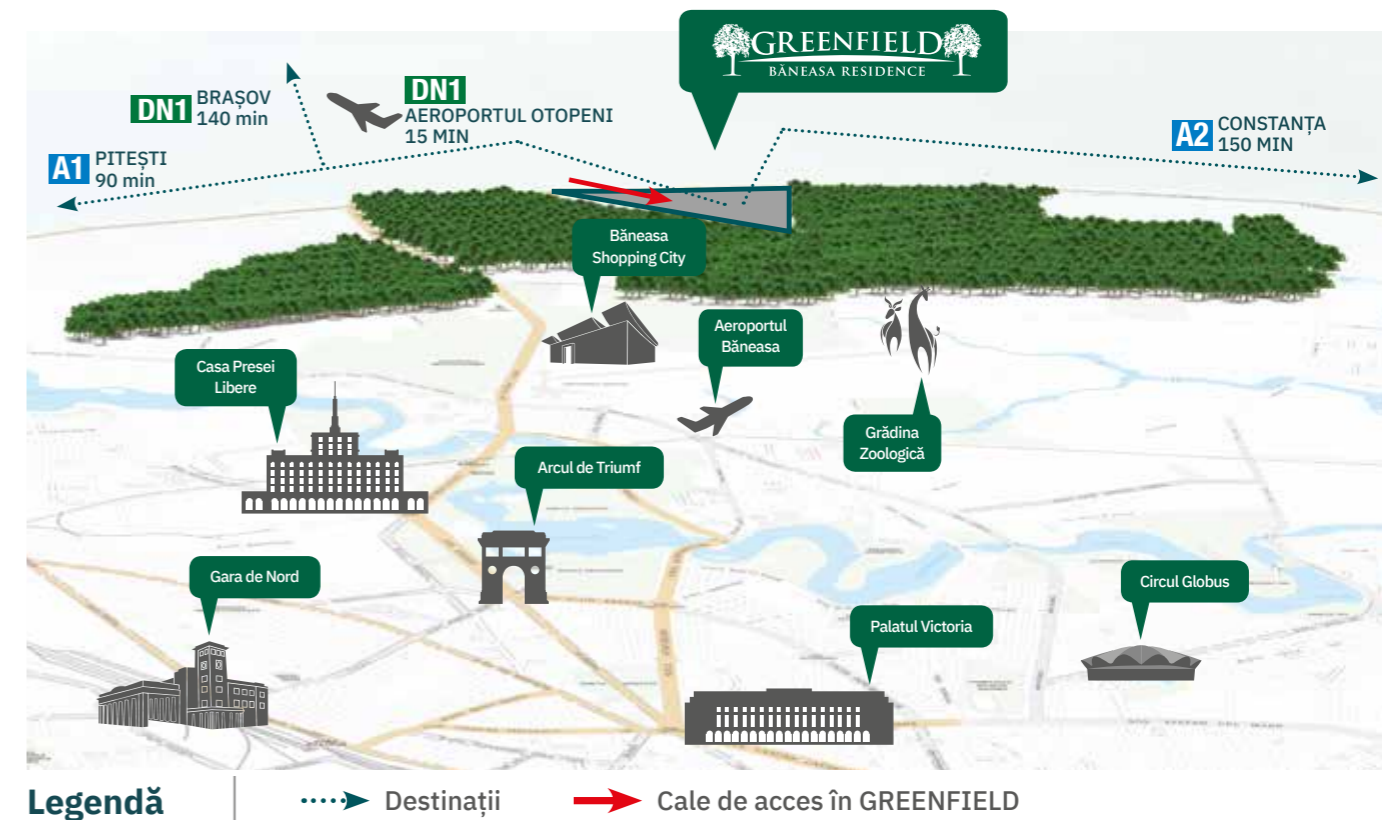 GREENFIELD
BĂNEASA RESIDENCE
DN1 BRAȘOV
140 min
DN1
AEROPORTUL OTOPENI
15 MIN
A1 PITEȘTI
90 min
A2 CONSTANȚA
150 MIN
Băneasa
Shopping City
Aeroportul
Băneasa
Casa Presei
Libere
Grădina
Zoologică
Arcul de Triumf
Gara de Nord
Circul Globus
Palatul Victoria
Legendă
Destinații
Cale de acces în GREENFIELD